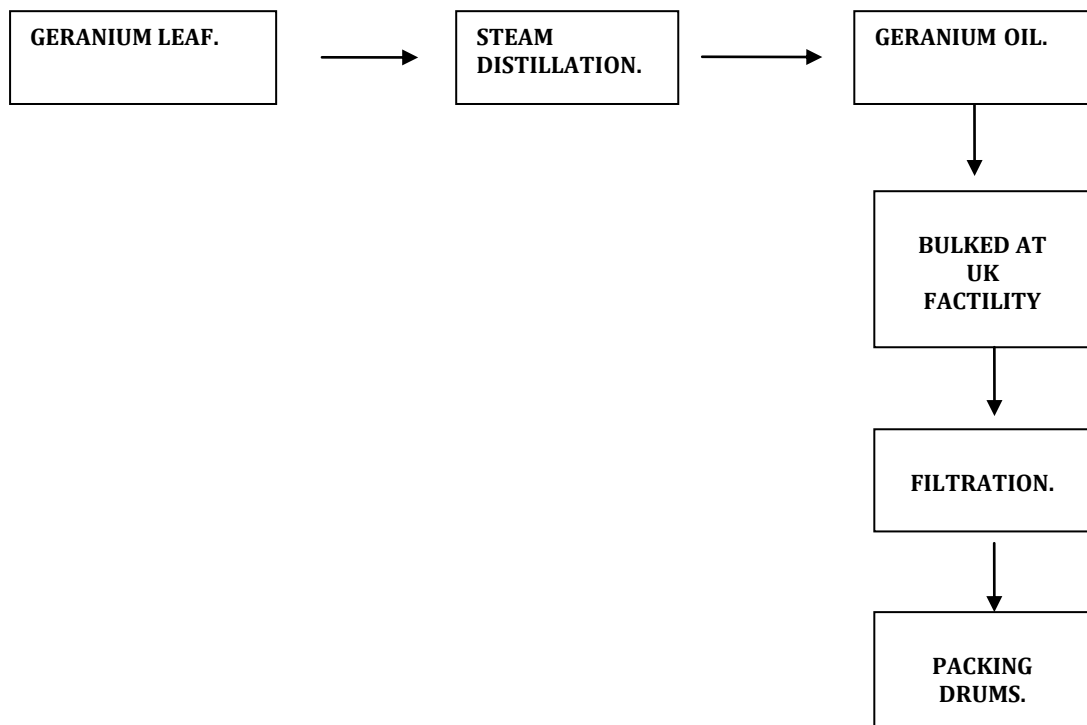 GERANIUM LEAF.
STEAM
DISTILLATION.
GERANIUM OIL.
BULKED AT
UK
FACTILITY
FILTRATION.
PACKING
DRUMS.